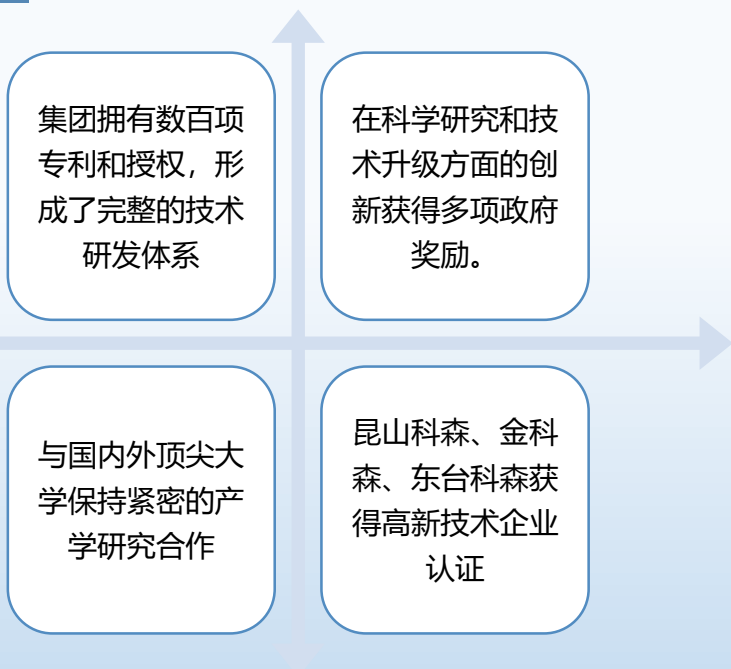 集团拥有数百项
专利和授权，形
成了完整的技术
研发体系
在科学研究和技
术升级方面的创
新获得多项政府
奖励。
与国内外顶尖大
学保持紧密的产
学研究合作
昆山科森、金科
森、东台科森获
得高新技术企业
认证